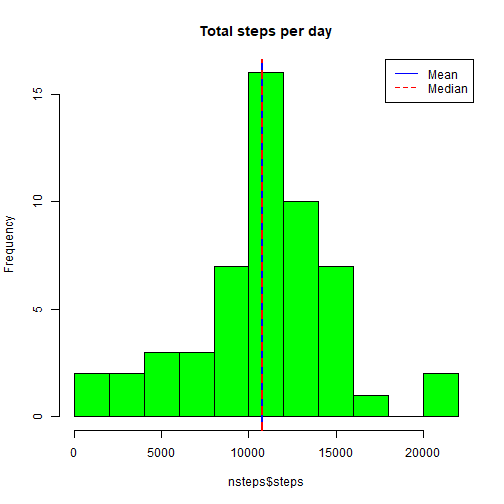 Total steps per day
Mean
Median
Frequency
15
10
5
0
0 5000 10000 15000 20000
nsteps$steps